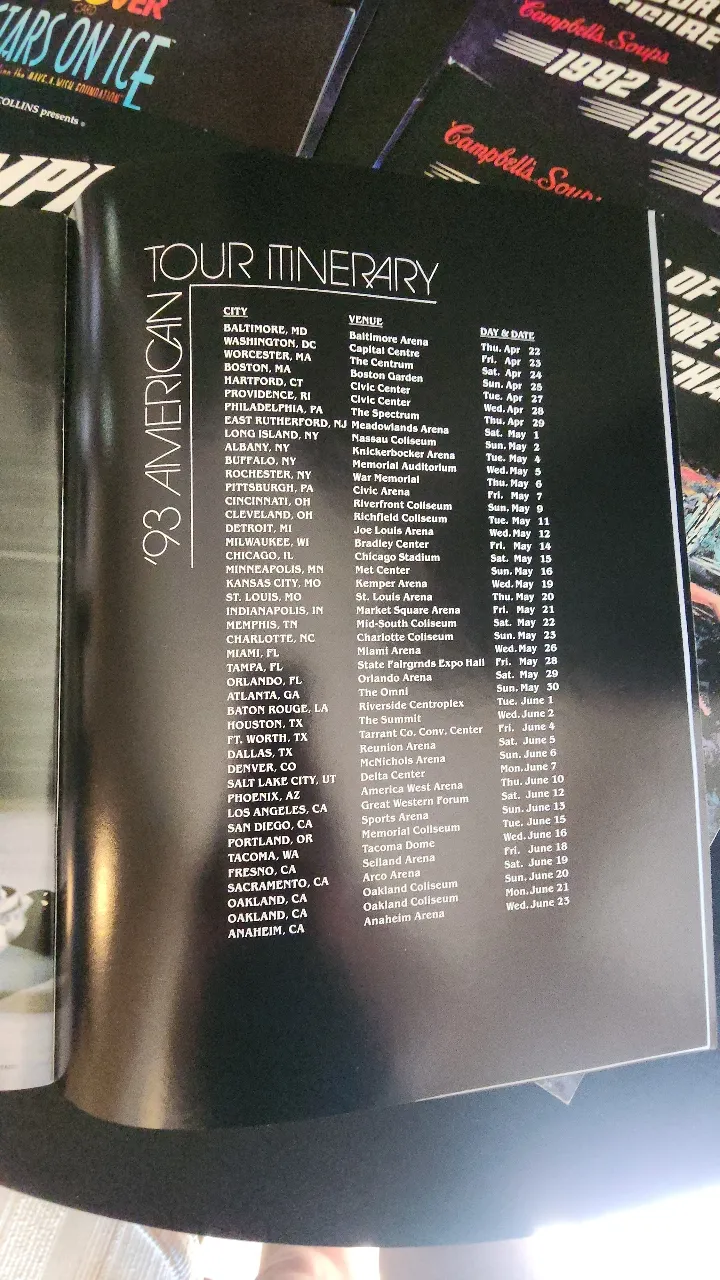 STARS ON ICE
COLLINS presents
Campbell's Soups
1992 TOU
FIGU
Campbell's Soups
'93 AMERICAN
TOUR ITINERARY
CITY VENUE DAY & DATE
BALTIMORE, MD Baltimore Arena Thu. Apr 22
WASHINGTON, DC Capital Centre Fri. Apr 23
WORCESTER, MA The Centrum Sat. Apr 24
BOSTON, MA Boston Garden Sun. Apr 25
HARTFORD, CT Civic Center Tue. Apr 27
PROVIDENCE, RI Civic Center Wed. Apr 28
PHILADELPHIA, PA The Spectrum Thu. Apr 29
EAST RUTHERFORD, NJ Meadowlands Arena Sat. May 1
LONG ISLAND, NY Nassau Coliseum Sun. May 2
ALBANY, NY Knickerbocker Arena Tue. May 4
BUFFALO, NY Memorial Auditorium Wed. May 5
ROCHESTER, NY War Memorial Thu. May 6
PITTSBURGH, PA Civic Arena Fri. May 7
CINCINNATI, OH Riverfront Coliseum Sun. May 9
CLEVELAND, OH Richfield Coliseum Tue. May 11
DETROIT, MI Joe Louis Arena Wed. May 12
MILWAUKEE, WI Bradley Center Fri. May 14
CHICAGO, IL Chicago Stadium Sat. May 15
MINNEAPOLIS, MN Met Center Sun. May 16
KANSAS CITY, MO Kemper Arena Wed. May 19
ST. LOUIS, MO St. Louis Arena Thu. May 20
INDIANAPOLIS, IN Market Square Arena Fri. May 21
MEMPHIS, TN Mid-South Coliseum Sat. May 22
CHARLOTTE, NC Charlotte Coliseum Sun. May 23
MIAMI, FL Miami Arena Wed. May 26
TAMPA, FL State Fairgrnds Expo Hall Fri. May 28
ORLANDO, FL Orlando Arena Sat. May 29
ATLANTA, GA The Omni Sun. May 30
BATON ROUGE, LA Riverside Centroplex Tue. June 1
HOUSTON, TX The Summit Wed. June 2
FT. WORTH, TX Tarrant Co. Conv. Center Fri. June 4
DALLAS, TX Reunion Arena Sat. June 5
DENVER, CO McNichols Arena Sun. June 6
SALT LAKE CITY, UT Delta Center Mon. June 7
PHOENIX, AZ America West Arena Thu. June 10
LOS ANGELES, CA Great Western Forum Sat. June 12
SAN DIEGO, CA Sports Arena Sun. June 13
PORTLAND, OR Memorial Coliseum Tue. June 15
TACOMA, WA Tacoma Dome Wed. June 16
FRESNO, CA Selland Arena Fri. June 18
SACRAMENTO, CA Arco Arena Sat. June 19
OAKLAND, CA Oakland Coliseum Sun. June 20
OAKLAND, CA Oakland Coliseum Mon. June 21
ANAHEIM, CA Anaheim Arena Wed. June 23